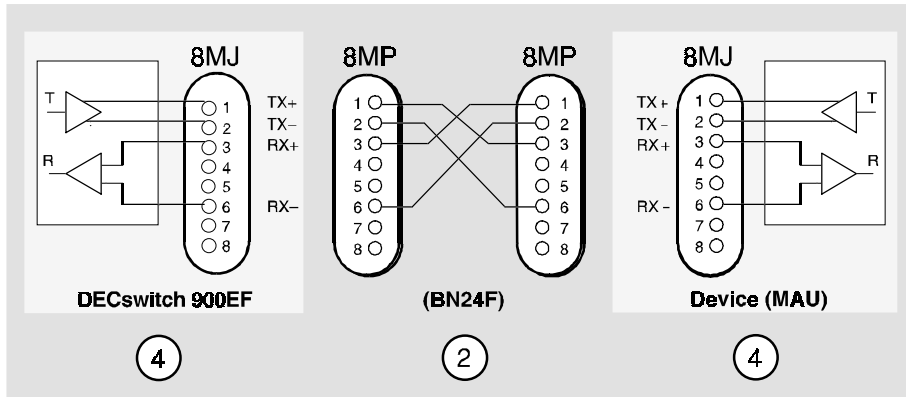 8MJ
T
R
1
2
3
4
5
6
7
8
TX+
TX−
RX+
RX−
DECswitch 900EF
4
8MP
8MP
1
2
3
4
5
6
7
8
1
2
3
4
5
6
7
8
(BN24F)
2
8MJ
TX+
TX−
RX+
RX−
1
2
3
4
5
6
7
8
T
R
Device (MAU)
4